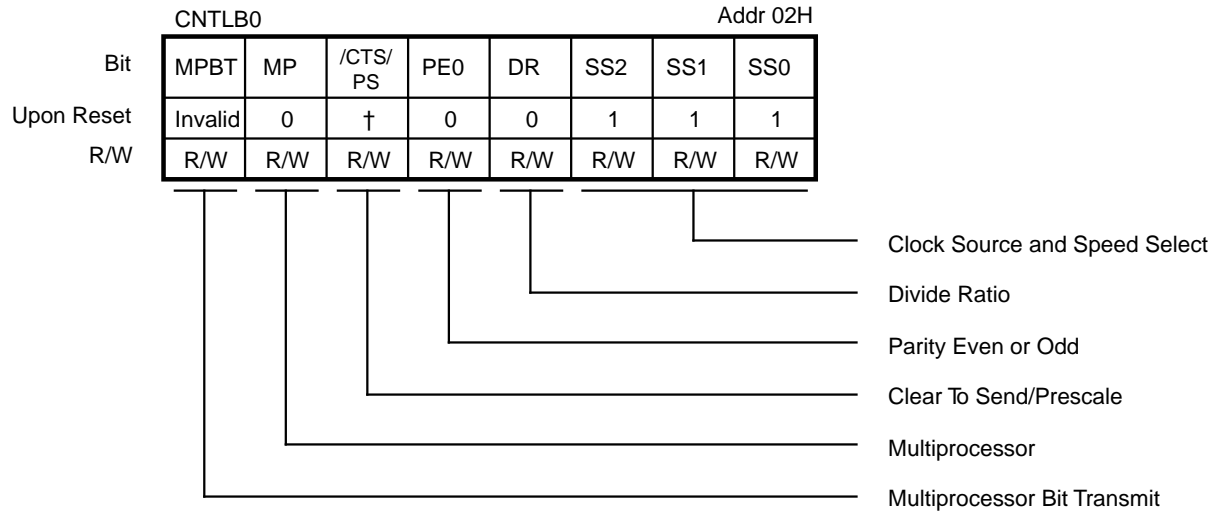 CNTLB0 Addr 02H
Bit MPBT MP /CTS/ PS PE0 DR SS2 SS1 SS0
Upon Reset Invalid 0 † 0 0 1 1 1
R/W R/W R/W R/W R/W R/W R/W R/W R/W
Clock Source and Speed Select
Divide Ratio
Parity Even or Odd
Clear To Send/Prescale
Multiprocessor
Multiprocessor Bit Transmit